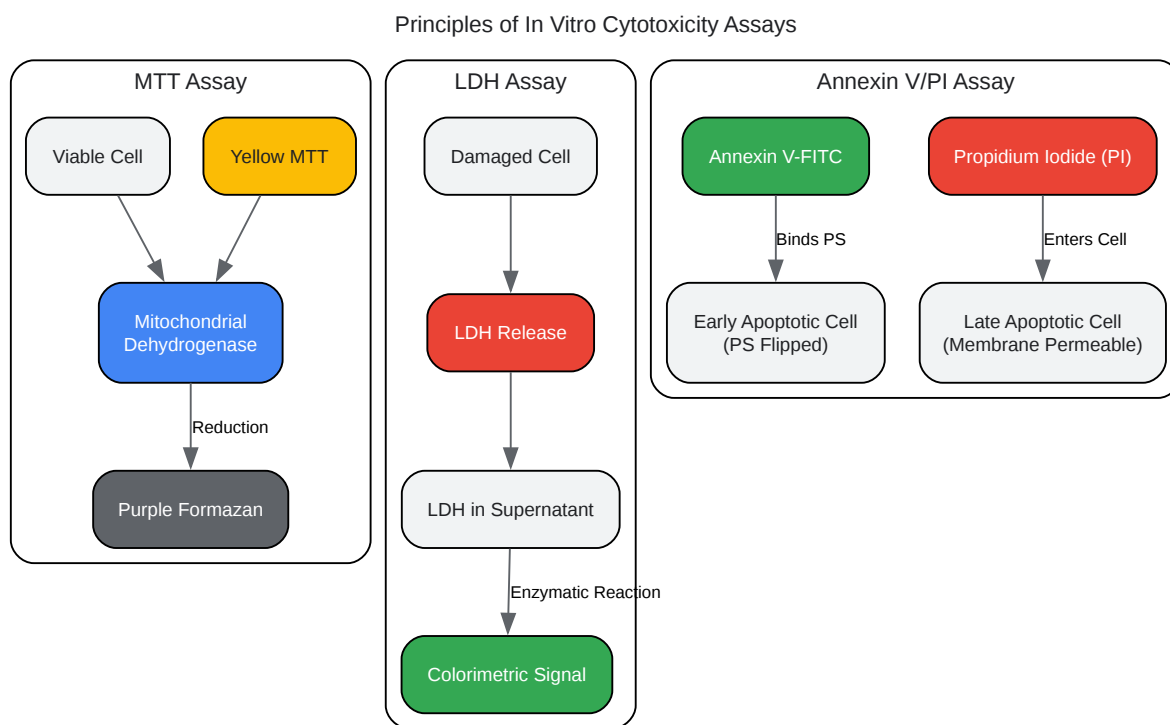 Principles of In Vitro Cytotoxicity Assays
MTT Assay
Viable Cell
Yellow MTT
Mitochondrial
Dehydrogenase
Reduction
Purple Formazan
LDH Assay
Damaged Cell
LDH Release
LDH in Supernatant
Enzymatic Reaction
Colorimetric Signal
Annexin V/PI Assay
Annexin V-FITC
Binds PS
Early Apoptotic Cell
(PS Flipped)
Propidium Iodide (PI)
Enters Cell
Late Apoptotic Cell
(Membrane Permeable)